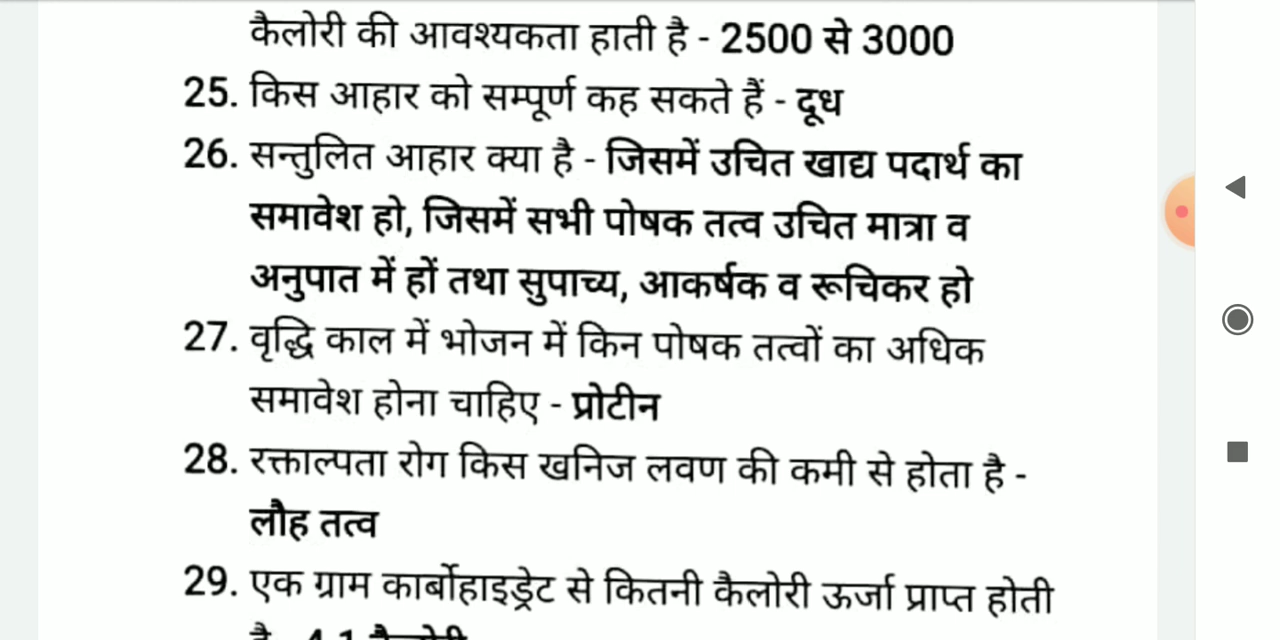 कैलोरी की आवश्यकता हाती है - 2500 से 3000
25. किस आहार को सम्पूर्ण कह सकते हैं - दूध
26. सन्तुलित आहार क्या है - जिसमें उचित खाद्य पदार्थ का
समावेश हो, जिसमें सभी पोषक तत्व उचित मात्रा व
अनुपात में हों तथा सुपाच्य, आकर्षक व रूचिकर हो
27. वृद्धि काल में भोजन में किन पोषक तत्वों का अधिक
समावेश होना चाहिए - प्रोटीन
28. रक्ताल्पता रोग किस खनिज लवण की कमी से होता है -
लौह तत्व
29. एक ग्राम कार्बोहाइड्रेट से कितनी कैलोरी ऊर्जा प्राप्त होती
है - 4.1 कैलोरी